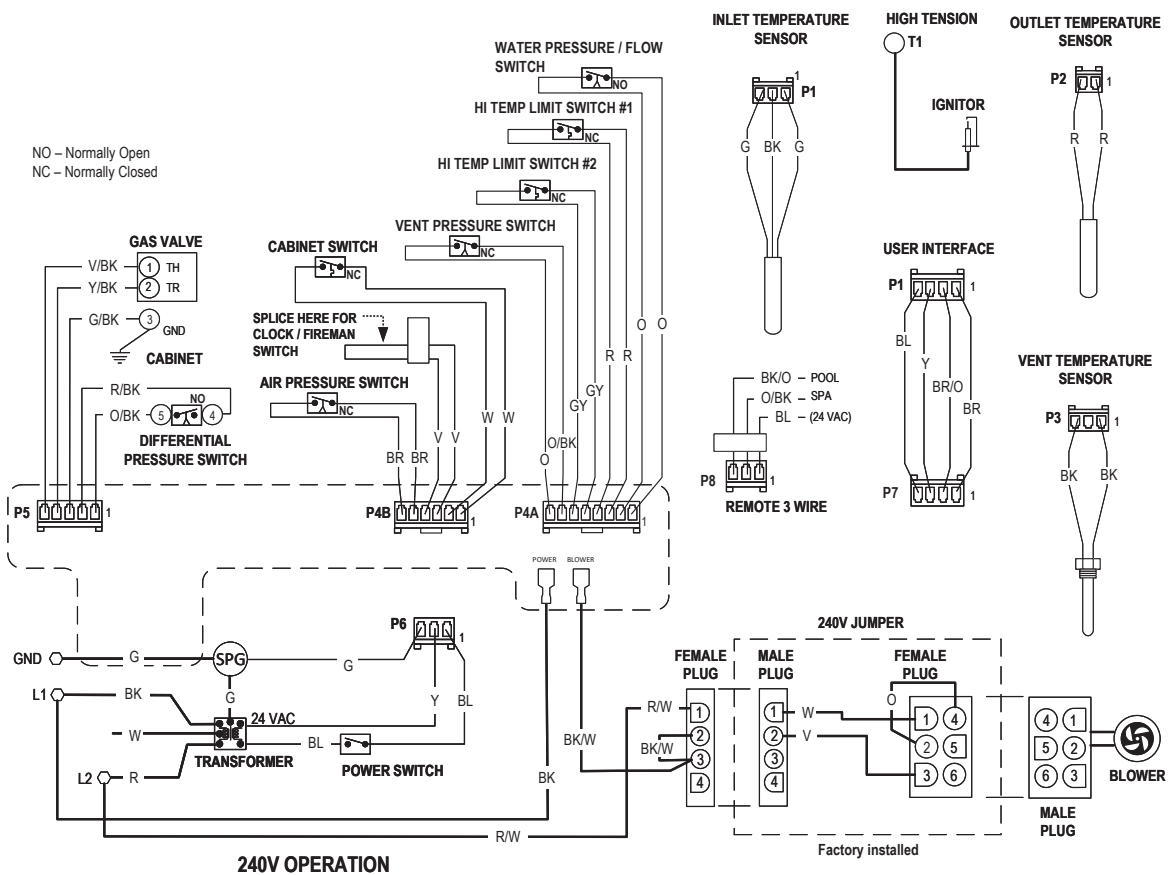 INLET TEMPERATURE
SENSOR
1
P1
G BK G
HIGH TENSION
T1
IGNITOR
OUTLET TEMPERATURE
SENSOR
P2
1
R R
WATER PRESSURE / FLOW
SWITCH
NO
HI TEMP LIMIT SWITCH #1
NC
HI TEMP LIMIT SWITCH #2
NC
VENT PRESSURE SWITCH
NC
NO – Normally Open
NC – Normally Closed
GAS VALVE
V/BK 1 TH
Y/BK 2 TR
G/BK 3
GND
CABINET
R/BK
NO
O/BK 5 4
DIFFERENTIAL
PRESSURE SWITCH
CABINET SWITCH
NC
SPLICE HERE FOR
CLOCK / FIREMAN
SWITCH
AIR PRESSURE SWITCH
NC
BR BR V V W W
O O/BK GY GY R R O O
USER INTERFACE
P1
1
BL
Y
BR/O
BR
P7
1
BK/O – POOL
O/BK – SPA
BL – (24 VAC)
P8
1
REMOTE 3 WIRE
VENT TEMPERATURE
SENSOR
P3
1
BK BK
P5
1
P4B
1
P4A
1
POWER BLOWER
P6
1
GND
G
SPG
G
G
Y
BL
L1
BK
W
24 VAC
TRANSFORMER
BL
POWER SWITCH
L2
R
BK
BK/W
R/W
R/W
BK/W
240V JUMPER
FEMALE
PLUG
1
2
3
4
MALE
PLUG
1
2
3
4
W
V
FEMALE
PLUG
O
1 4
2 5
3 6
4 1
5 2
6 3
MALE
PLUG
BLOWER
Factory installed
240V OPERATION